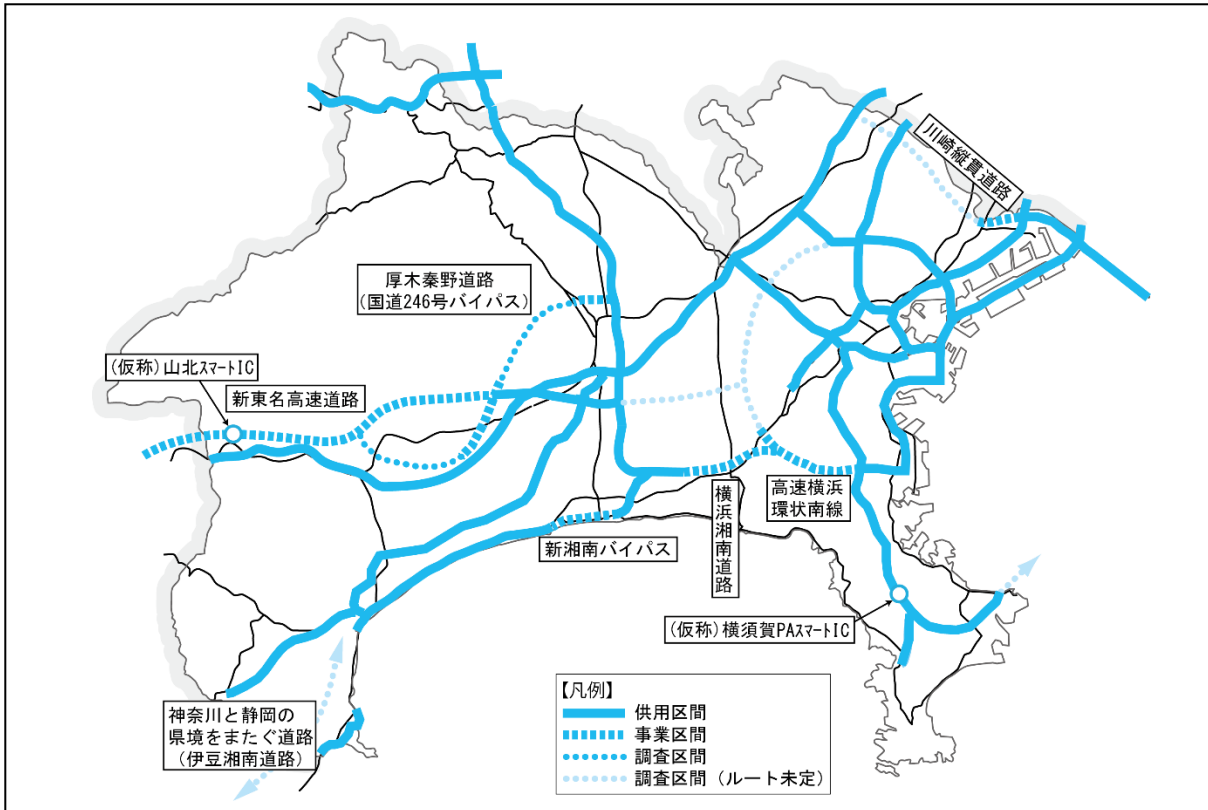 川崎縦貫道路
厚木秦野道路
(国道246号バイパス)
(仮称)山北スマートIC
新東名高速道路
高速横浜
環状南線
横浜湘南道路
新湘南バイパス
(仮称)横須賀PAスマートIC
神奈川と静岡の
県境をまたぐ道路
(伊豆湘南道路)
【凡例】
供用区間
事業区間
調査区間
調査区間(ルート未定)